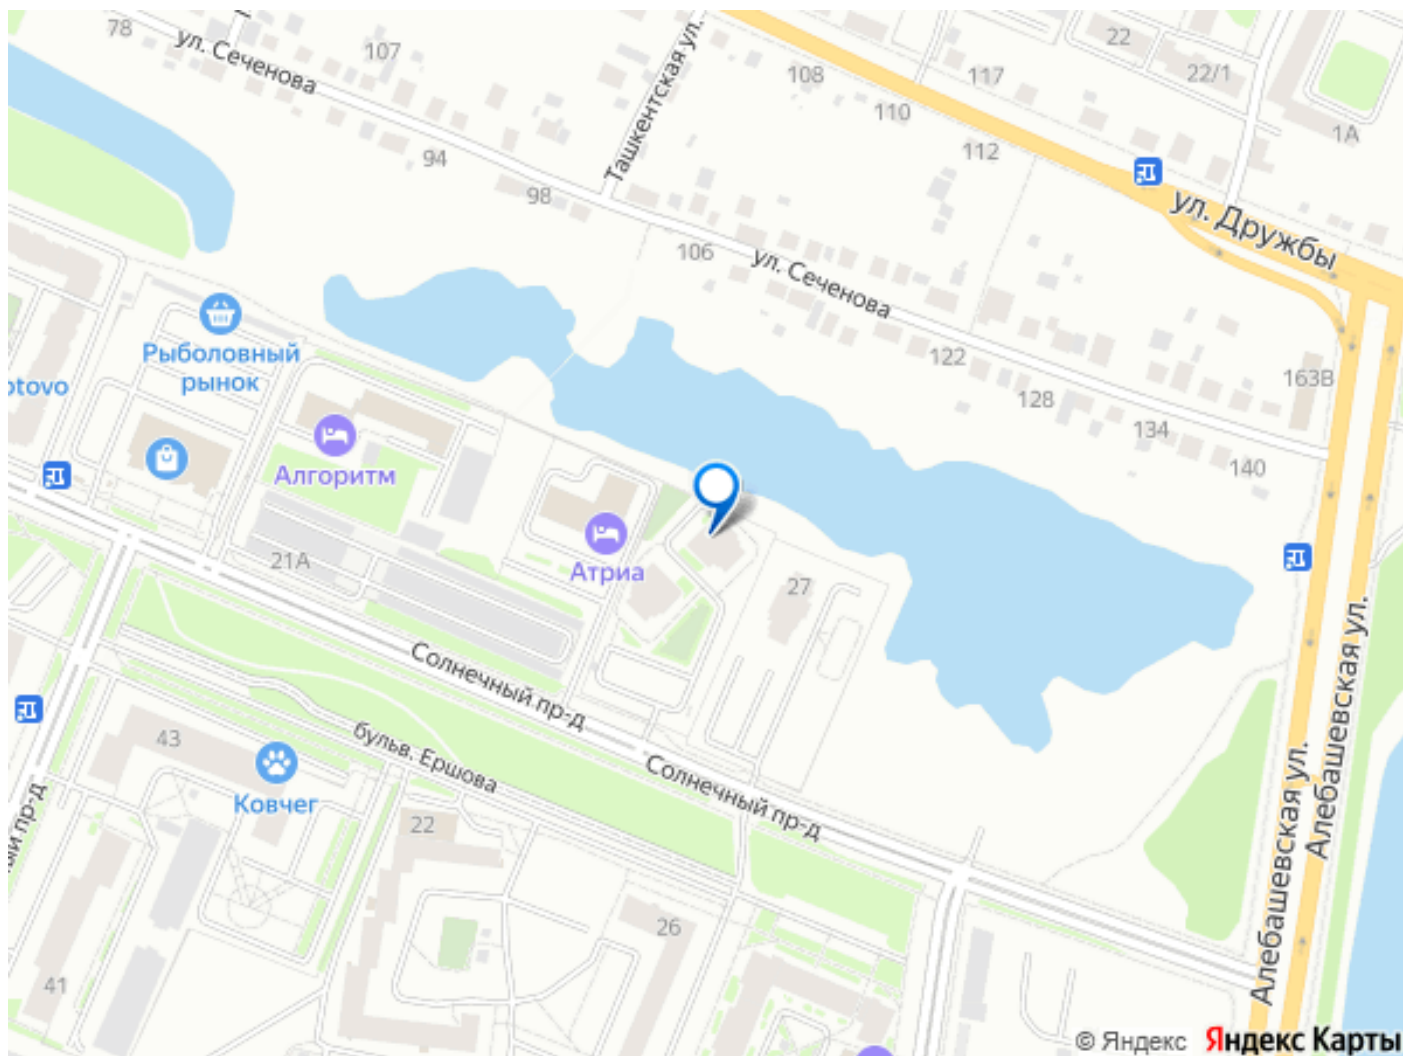 78
ул. Сеченова
107
Ташкентская ул.
108
110
117
22
22/1
1А
112
94
98
ул. Дружбы
106
ул. Сеченова
Рыболовный
рынок
otovo
122
128
163В
134
140
Алгоритм
21А
Атриа
27
Солнечный пр-д
бульв. Ершова
43
Ковчег
Солнечный пр-д
ый пр-д
22
26
41
Алебашевская ул.
Алебашевская ул.
© Яндекс Яндекс Карты